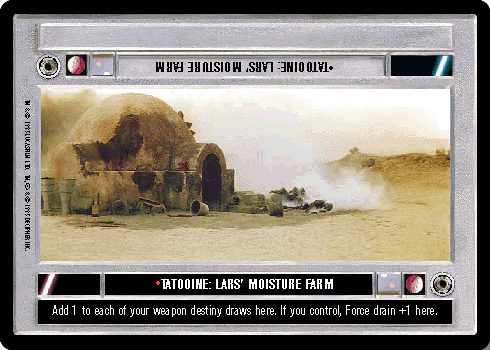 •TATOOINE: LARS' MOISTURE FARM
•TATOOINE: LARS' MOISTURE FARM
Add 1 to each of your weapon destiny draws here. If you control, Force drain +1 here.